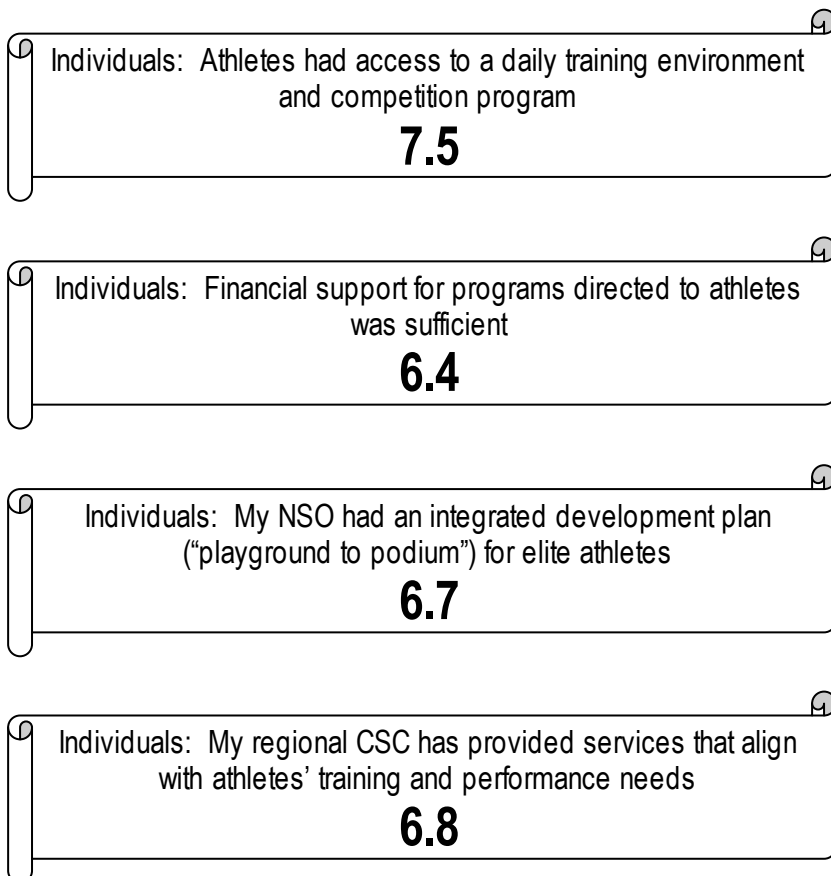 Individuals:  Athletes had access to a daily training environment
and competition program
7.5
Individuals:  Financial support for programs directed to athletes
was sufficient
6.4
Individuals:  My NSO had an integrated development plan
(“playground to podium”) for elite athletes
6.7
Individuals:  My regional CSC has provided services that align
with athletes’ training and performance needs
6.8